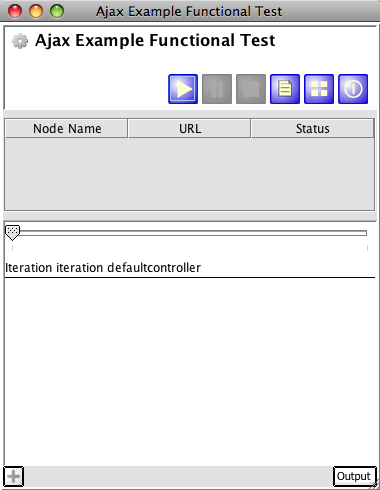 Ajax Example Functional Test
Ajax Example Functional Test
Node Name URL Status
Iteration iteration defaultcontroller
Output